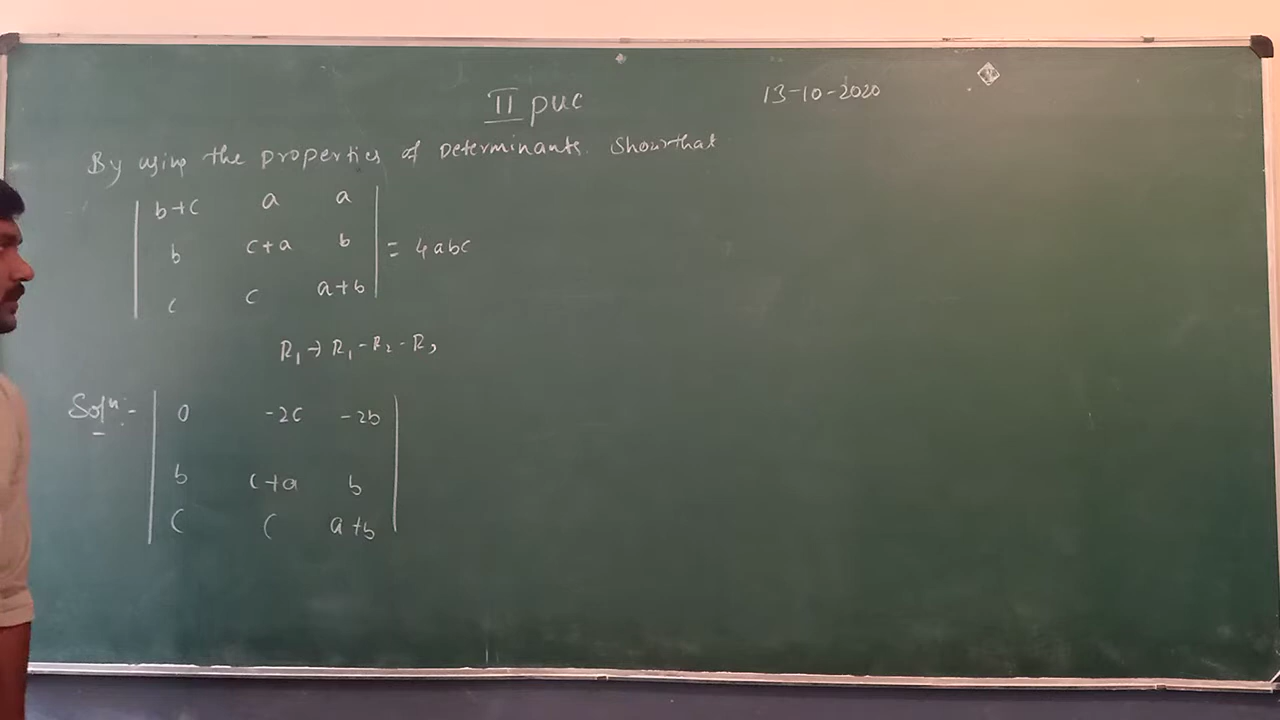 II PUC
13-10-2020
By using the properties of Determinants. Show that
b+c a a
b c+a b = 4abc
c c a+b
R₁ → R₁ - R₂ - R₃
Solⁿ:- 0 -2c -2b
b c+a b
c c a+b